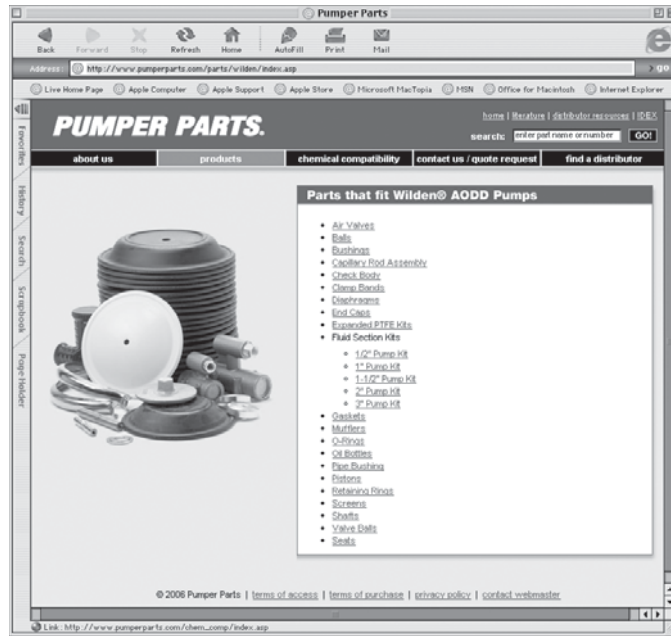 Pumper Parts
Back Forward Stop Refresh Home AutoFill Print Mail
Address: http://www.pumperparts.com/parts/wilden/index.asp go
Live Home Page Apple Computer Apple Support Apple Store Microsoft MacTopia MSN Office for Macintosh Internet Explorer
Favorites
History
Search
Scrapbook
Page Holder
home | literature | distributor resources | IDEX
PUMPER PARTS.
search: enter part name or number GO!
about us products chemical compatibility contact us / quote request find a distributor
Parts that fit Wilden® AODD Pumps
• Air Valves
• Balls
• Bushings
• Capillary Rod Assembly
• Check Body
• Clamp Bands
• Diaphragms
• End Caps
• Expanded PTFE Kits
• Fluid Section Kits
1/2" Pump Kit
1" Pump Kit
1-1/2" Pump Kit
2" Pump Kit
3" Pump Kit
• Gaskets
• Mufflers
• O-Rings
• Oil Bottles
• Pipe Bushing
• Pistons
• Retaining Rings
• Screens
• Shafts
• Valve Balls
• Seats
© 2006 Pumper Parts | terms of access | terms of purchase | privacy policy | contact webmaster
Link: http://www.pumperparts.com/chem_comp/index.asp